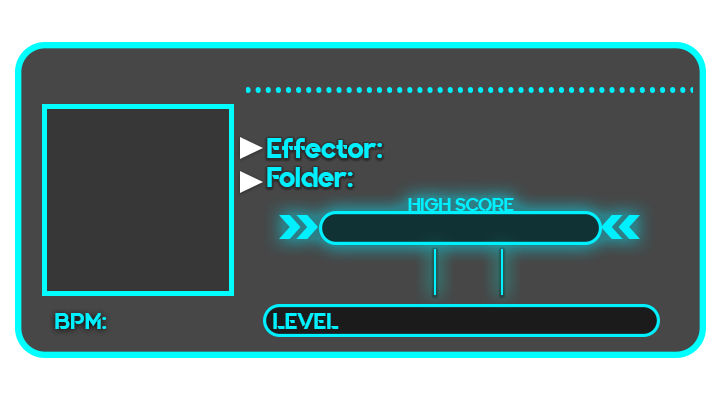 Effector:
Folder:
HIGH SCORE
BPM:
LEVEL